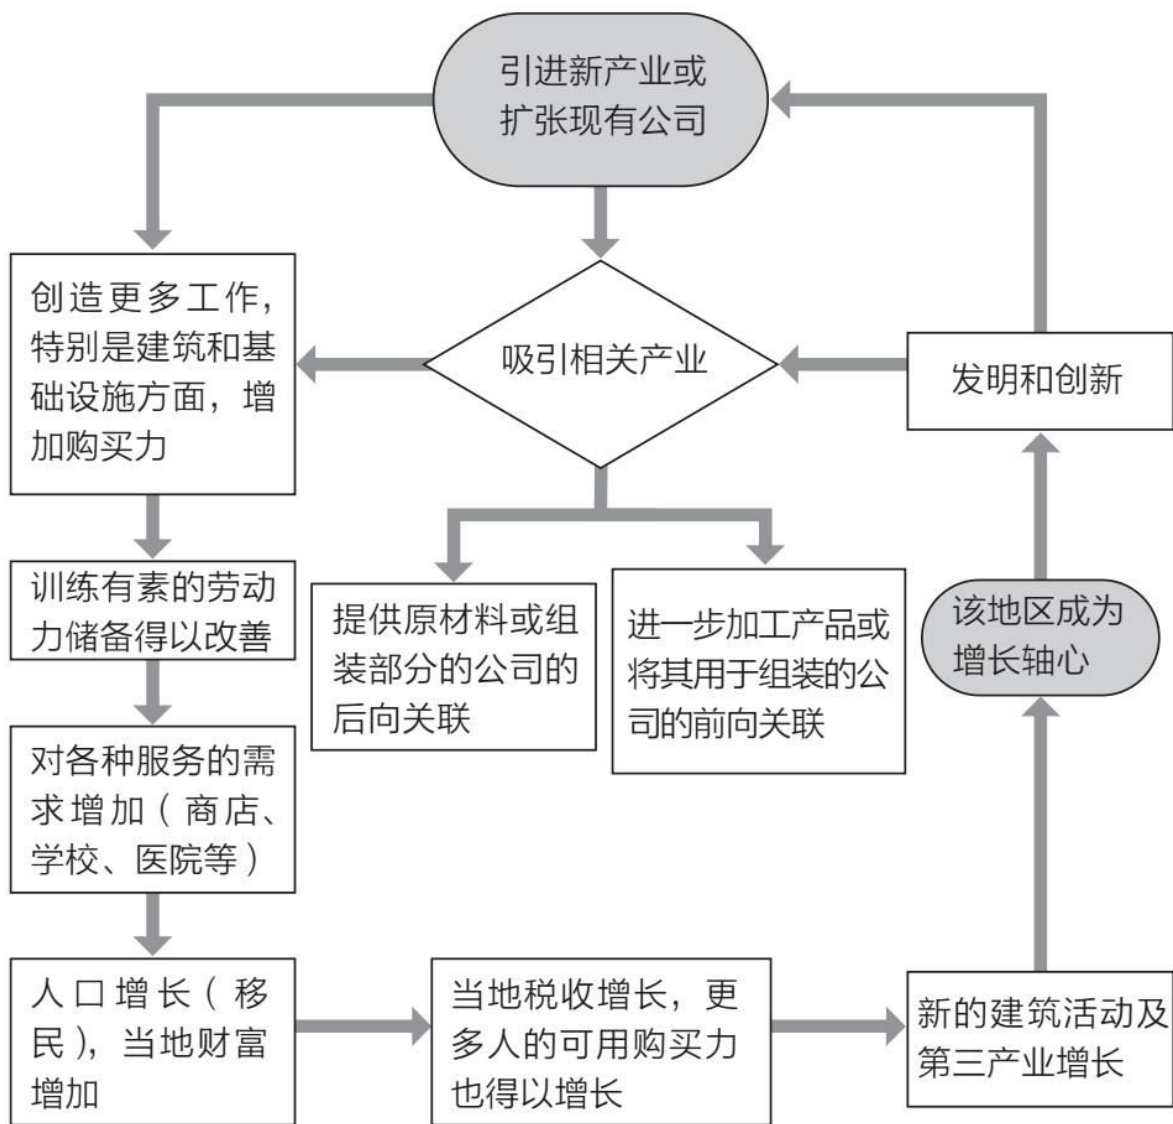 引进新产业或
扩张现有公司
创造更多工作，
特别是建筑和基
础设施方面，增
加购买力
吸引相关产业
发明和创新
训练有素的劳动
力储备得以改善
提供原材料或组
装部分的公司的
后向关联
进一步加工产品或
将其用于组装的公
司的前向关联
该地区成为
增长轴心
对各种服务的需
求增加（商店、
学校、医院等）
人口增长（移
民），当地财富
增加
当地税收增长，更
多人的可用购买力
也得以增长
新的建筑活动及
第三产业增长